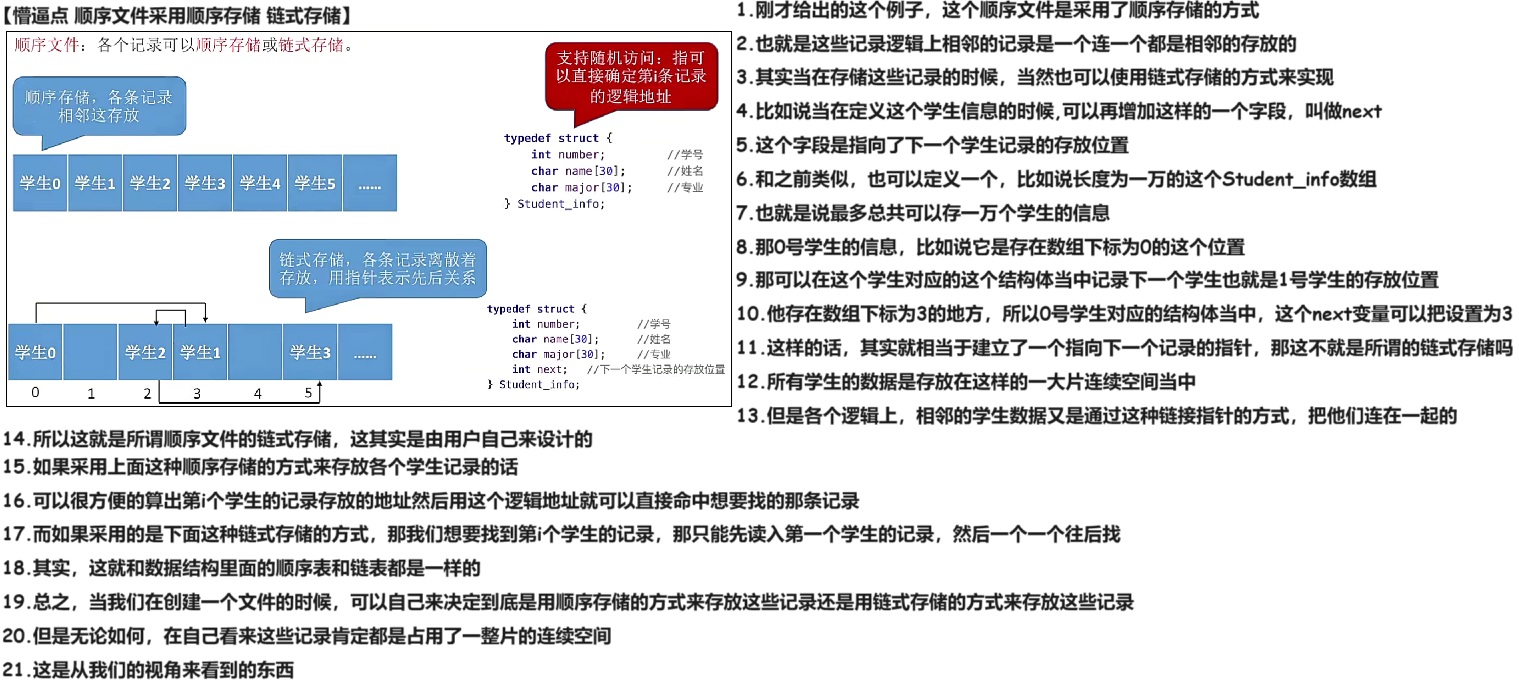 【懵逼点 顺序文件采用顺序存储 链式存储】
顺序文件：各个记录可以顺序存储或链式存储。
顺序存储，各条记录
相邻这存放
支持随机访问：指可
以直接确定第i条记录
的逻辑地址
学生0 学生1 学生2 学生3 学生4 学生5 ……
typedef struct {
int number; //学号
char name[30]; //姓名
char major[30]; //专业
} Student_info;
链式存储，各条记录离散着
存放，用指针表示先后关系
学生0 学生2 学生1 学生3 ……
0 1 2 3 4 5
typedef struct {
int number; //学号
char name[30]; //姓名
char major[30]; //专业
int next; //下一个学生记录的存放位置
} Student_info;
1.刚才给出的这个例子，这个顺序文件是采用了顺序存储的方式
2.也就是这些记录逻辑上相邻的记录是一个连一个都是相邻的存放的
3.其实当在存储这些记录的时候，当然也可以使用链式存储的方式来实现
4.比如说当在定义这个学生信息的时候,可以再增加这样的一个字段，叫做next
5.这个字段是指向了下一个学生记录的存放位置
6.和之前类似，也可以定义一个，比如说长度为一万的这个Student_info数组
7.也就是说最多总共可以存一万个学生的信息
8.那0号学生的信息，比如说它是存在数组下标为0的这个位置
9.那可以在这个学生对应的这个结构体当中记录下一个学生也就是1号学生的存放位置
10.他存在数组下标为3的地方，所以0号学生对应的结构体当中，这个next变量可以把设置为3
11.这样的话，其实就相当于建立了一个指向下一个记录的指针，那这不就是所谓的链式存储吗
12.所有学生的数据是存放在这样的一大片连续空间当中
13.但是各个逻辑上，相邻的学生数据又是通过这种链接指针的方式，把他们连在一起的
14.所以这就是所谓顺序文件的链式存储，这其实是由用户自己来设计的
15.如果采用上面这种顺序存储的方式来存放各个学生记录的话
16.可以很方便的算出第i个学生的记录存放的地址然后用这个逻辑地址就可以直接命中想要找的那条记录
17.而如果采用的是下面这种链式存储的方式，那我们想要找到第i个学生的记录，那只能先读入第一个学生的记录，然后一个一个往后找
18.其实，这就和数据结构里面的顺序表和链表都是一样的
19.总之，当我们在创建一个文件的时候，可以自己来决定到底是用顺序存储的方式来存放这些记录还是用链式存储的方式来存放这些记录
20.但是无论如何，在自己看来这些记录肯定都是占用了一整片的连续空间
21.这是从我们的视角来看到的东西